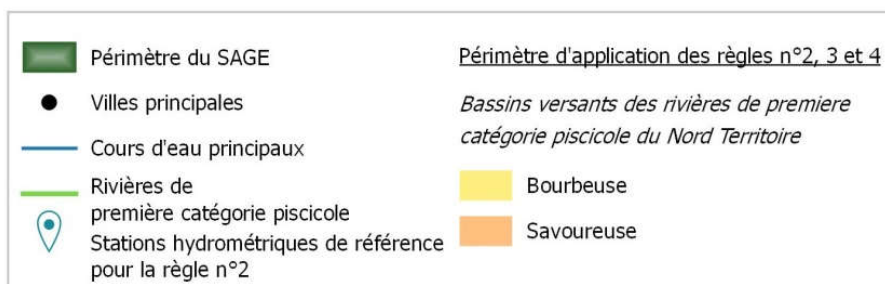 Périmètre du SAGE
Villes principales
Cours d'eau principaux
Rivières de
première catégorie piscicole
Stations hydrométriques de référence
pour la règle n°2
Périmètre d'application des règles n°2, 3 et 4
Bassins versants des rivières de premiere
catégorie piscicole du Nord Territoire
Bourbeuse
Savoureuse